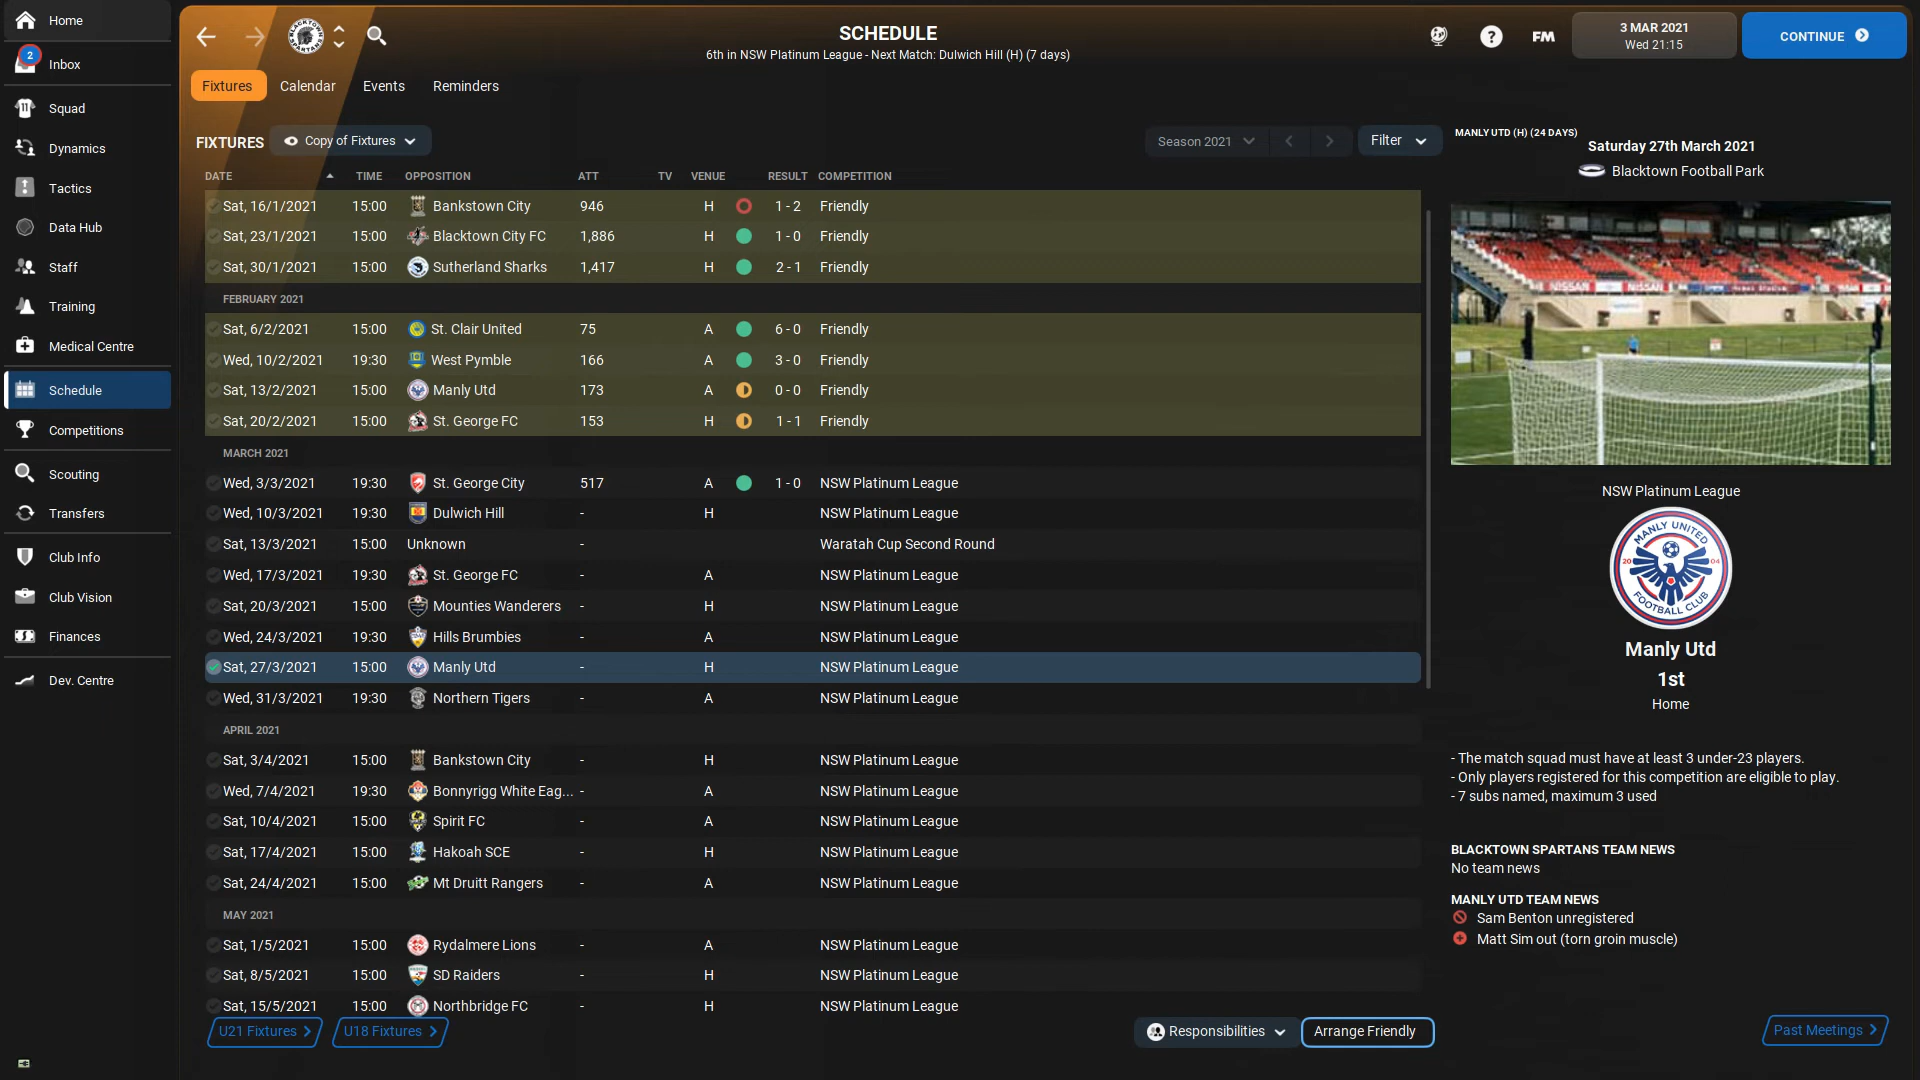 Home
2
Inbox
Squad
Dynamics
Tactics
Data Hub
Staff
Training
Medical Centre
Schedule
Competitions
Scouting
Transfers
Club Info
Club Vision
Finances
Dev. Centre
SCHEDULE
6th in NSW Platinum League - Next Match: Dulwich Hill (H) (7 days)
FM
3 MAR 2021
Wed 21:15
CONTINUE
Fixtures Calendar Events Reminders
FIXTURES Copy of Fixtures Season 2021 Filter
DATE TIME OPPOSITION ATT TV VENUE RESULT COMPETITION
Sat, 16/1/2021 15:00 Bankstown City 946 H 1 - 2 Friendly
Sat, 23/1/2021 15:00 Blacktown City FC 1,886 H 1 - 0 Friendly
Sat, 30/1/2021 15:00 Sutherland Sharks 1,417 H 2 - 1 Friendly
FEBRUARY 2021
Sat, 6/2/2021 15:00 St. Clair United 75 A 6 - 0 Friendly
Wed, 10/2/2021 19:30 West Pymble 166 A 3 - 0 Friendly
Sat, 13/2/2021 15:00 Manly Utd 173 A 0 - 0 Friendly
Sat, 20/2/2021 15:00 St. George FC 153 H 1 - 1 Friendly
MARCH 2021
Wed, 3/3/2021 19:30 St. George City 517 A 1 - 0 NSW Platinum League
Wed, 10/3/2021 19:30 Dulwich Hill - H NSW Platinum League
Sat, 13/3/2021 15:00 Unknown - Waratah Cup Second Round
Wed, 17/3/2021 19:30 St. George FC - A NSW Platinum League
Sat, 20/3/2021 15:00 Mounties Wanderers - H NSW Platinum League
Wed, 24/3/2021 19:30 Hills Brumbies - A NSW Platinum League
Sat, 27/3/2021 15:00 Manly Utd - H NSW Platinum League
Wed, 31/3/2021 19:30 Northern Tigers - A NSW Platinum League
APRIL 2021
Sat, 3/4/2021 15:00 Bankstown City - H NSW Platinum League
Wed, 7/4/2021 19:30 Bonnyrigg White Eag... - A NSW Platinum League
Sat, 10/4/2021 15:00 Spirit FC - A NSW Platinum League
Sat, 17/4/2021 15:00 Hakoah SCE - H NSW Platinum League
Sat, 24/4/2021 15:00 Mt Druitt Rangers - A NSW Platinum League
MAY 2021
Sat, 1/5/2021 15:00 Rydalmere Lions - A NSW Platinum League
Sat, 8/5/2021 15:00 SD Raiders - H NSW Platinum League
Sat, 15/5/2021 15:00 Northbridge FC - H NSW Platinum League
U21 Fixtures U18 Fixtures Responsibilities Arrange Friendly
MANLY UTD (H) (24 DAYS)
Saturday 27th March 2021
Blacktown Football Park
NISSAN NISSAN
NSW Platinum League
MANLY UNITED
20 04
FOOTBALL CLUB
Manly Utd
1st
Home
- The match squad must have at least 3 under-23 players.
- Only players registered for this competition are eligible to play.
- 7 subs named, maximum 3 used
BLACKTOWN SPARTANS TEAM NEWS
No team news
MANLY UTD TEAM NEWS
Sam Benton unregistered
Matt Sim out (torn groin muscle)
Past Meetings